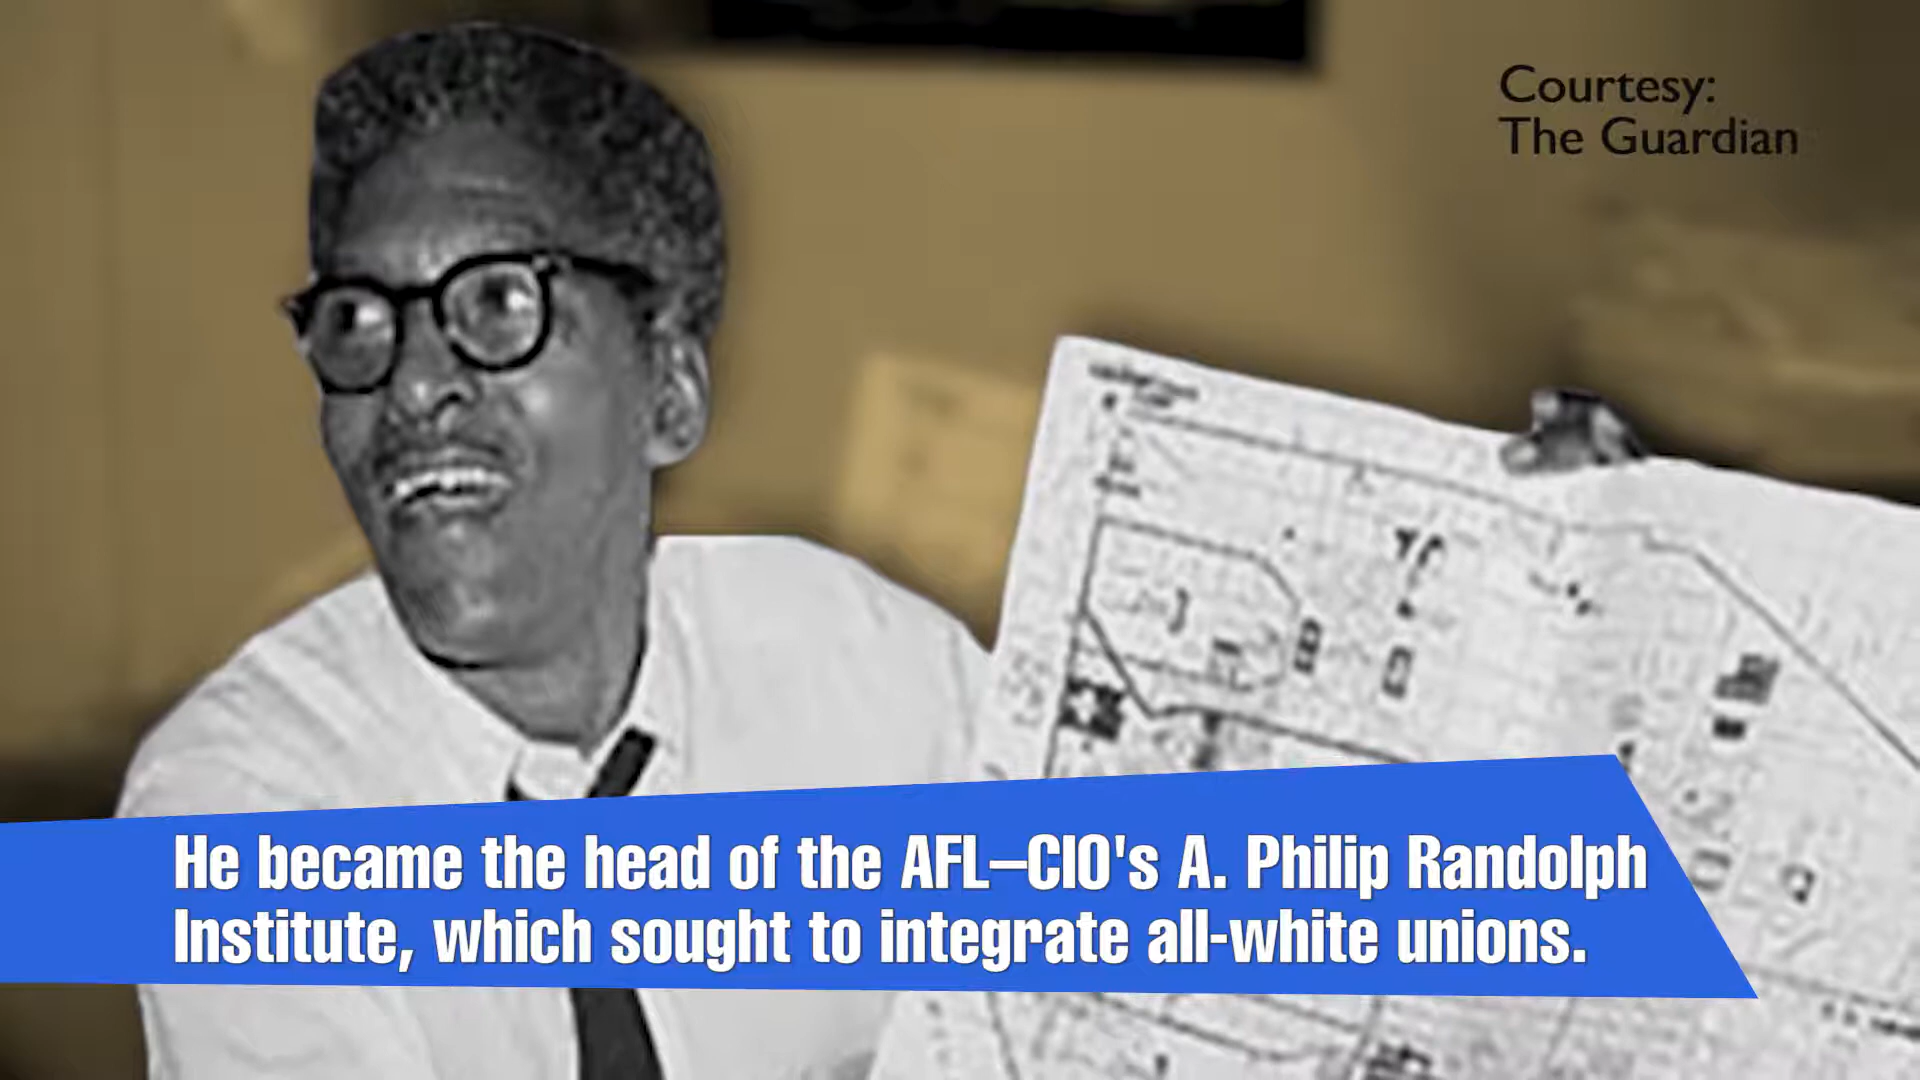 Courtesy:
The Guardian
He became the head of the AFL–CIO's A. Philip Randolph
Institute, which sought to integrate all-white unions.